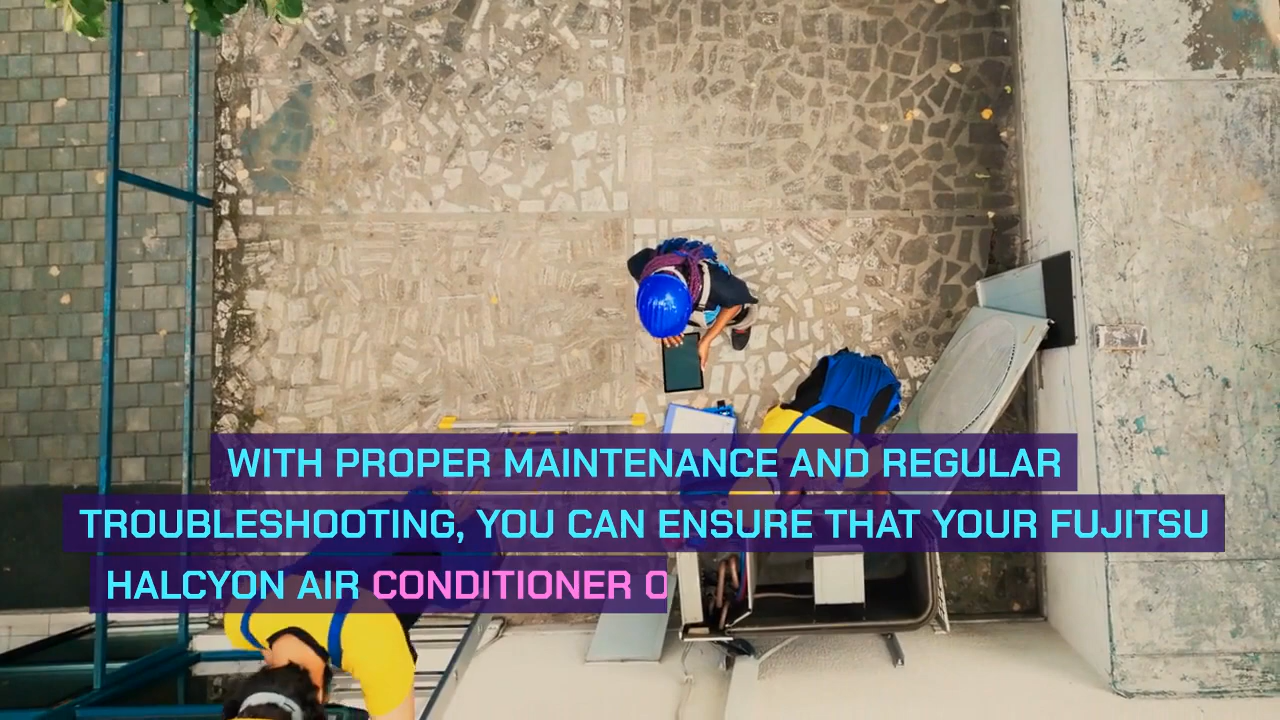 WITH PROPER MAINTENANCE AND REGULAR
TROUBLESHOOTING, YOU CAN ENSURE THAT YOUR FUJITSU
HALCYON AIR CONDITIONER